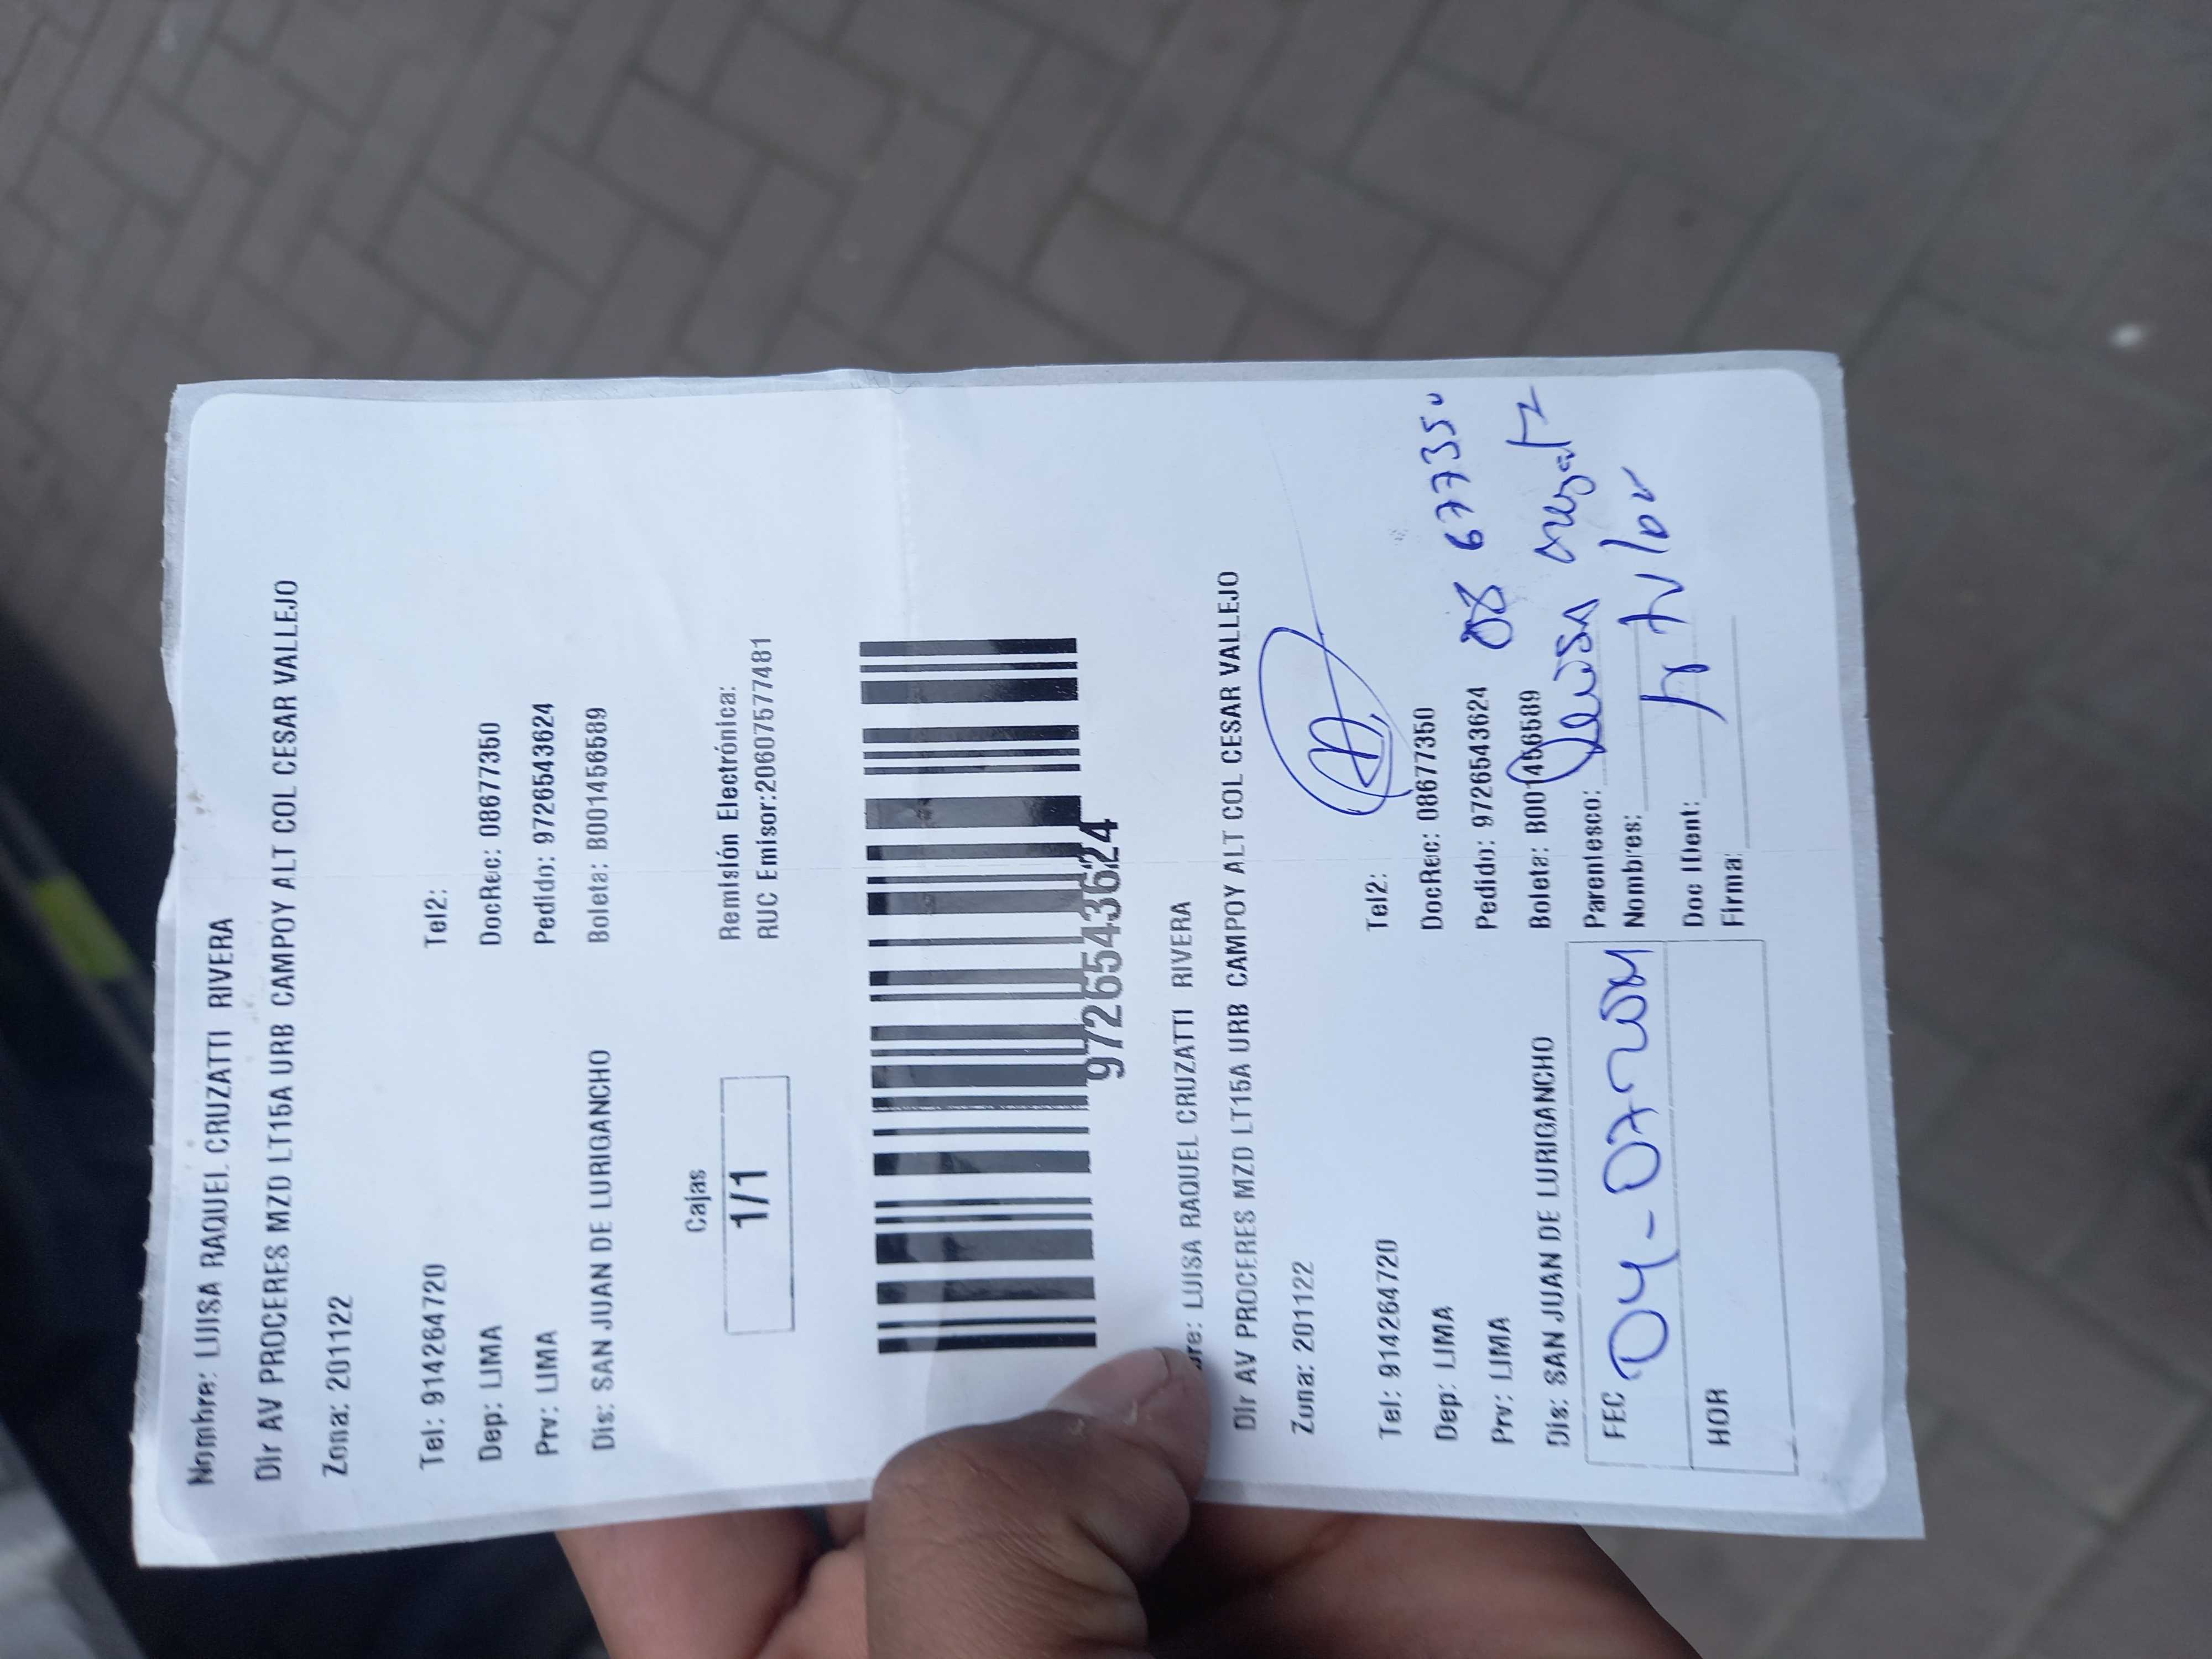 Nombre: LUISA RAQUEL CRUZATTI RIVERA
Dir AV PROCERES MZD LT15A URB CAMPOY ALT COL CESAR VALLEJO
Zona: 201122
Tel: 914264720 Tel2:
Dep: LIMA DocRec: 08677350
Prv: LIMA Pedido: 9726543624
Dis: SAN JUAN DE LURIGANCHO Boleta: B001456589
Cajas
1/1
Remisión Electrónica:
RUC Emisor:20607577481
9726543624
bre: LUISA RAQUEL CRUZATTI RIVERA
Dir AV PROCERES MZD LT15A URB CAMPOY ALT COL CESAR VALLEJO
Zona: 201122
Tel: 914264720 Tel2:
Dep: LIMA DocRec: 08677350
Prv: LIMA Pedido: 9726543624
08 677350
Dis: SAN JUAN DE LURIGANCHO Boleta: B001456589
FEC 04-07-
Parentesco:
Luisa
Nombres:
HOR
Doc IDent:
Firma: